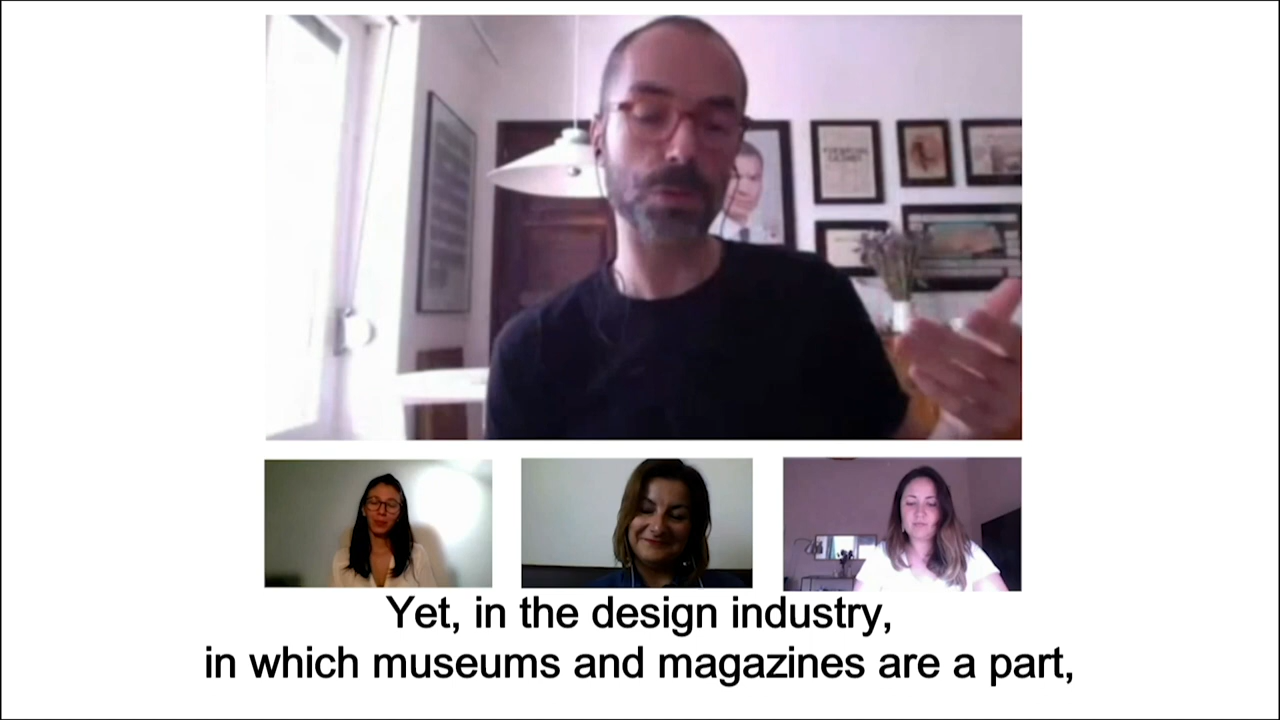 Yet, in the design industry,
in which museums and magazines are a part,